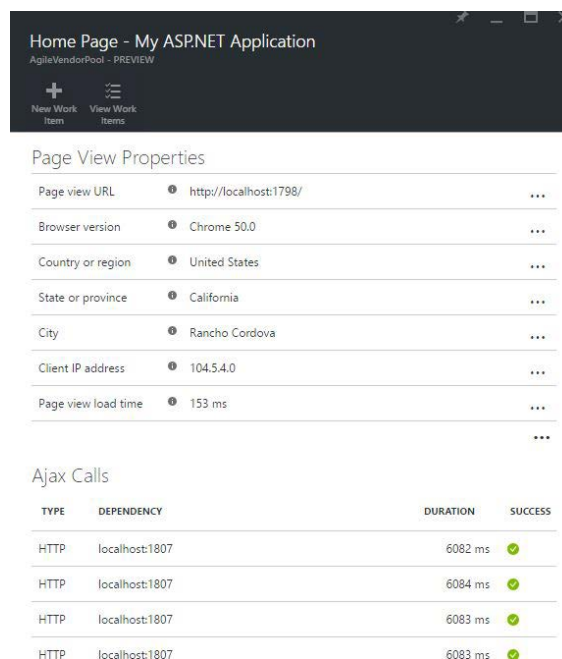 Home Page - My ASP.NET Application
AgileVendorPool - PREVIEW
New Work Item
View Work Items
Page View Properties
Page view URL http://localhost:1798/ ...
Browser version Chrome 50.0 ...
Country or region United States ...
State or province California ...
City Rancho Cordova ...
Client IP address 104.5.4.0 ...
Page view load time 153 ms ...
...
Ajax Calls
TYPE DEPENDENCY DURATION SUCCESS
HTTP localhost:1807 6082 ms
HTTP localhost:1807 6084 ms
HTTP localhost:1807 6083 ms
HTTP localhost:1807 6083 ms